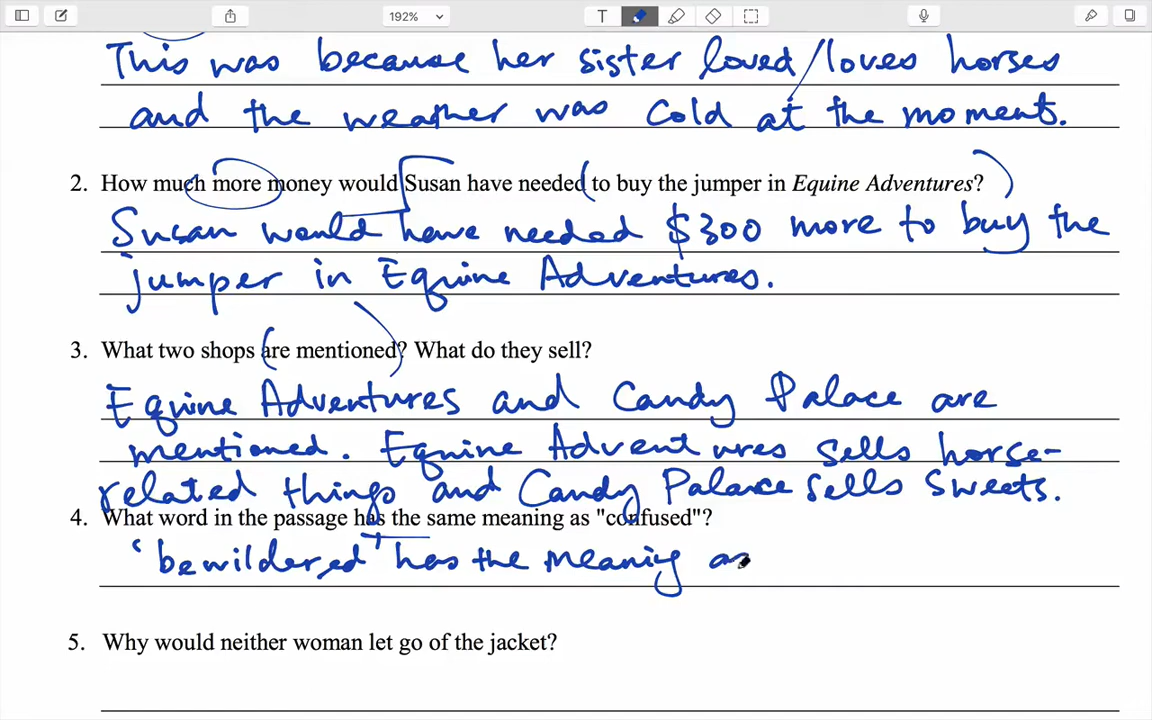 192%
T
This was because her sister loved/loves horses
and the weather was cold at the moment.
2. How much more money would Susan have needed to buy the jumper in Equine Adventures?
Susan would have needed $300 more to buy the
jumper in Equine Adventures.
3. What two shops are mentioned? What do they sell?
Equine Adventures and Candy Palace are
mentioned. Equine Adventures sells horse-
related things and Candy Palance sells sweets.
4. What word in the passage has the same meaning as "confused"?
'bewildered' has the meaning as
5. Why would neither woman let go of the jacket?